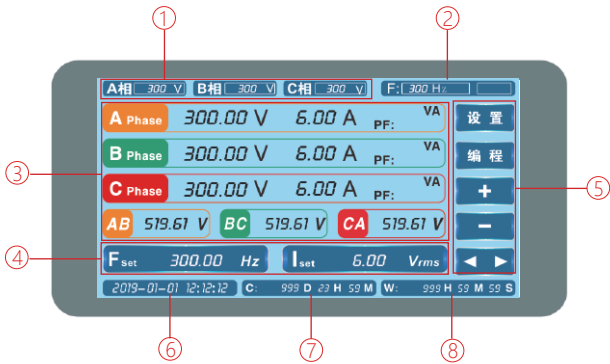 ① ②
A相 300 V B相 300 V C相 300 V F: 300 Hz
A Phase 300.00 V 6.00 A PF: VA 设置
B Phase 300.00 V 6.00 A PF: VA 编程
③ C Phase 300.00 V 6.00 A PF: VA + ⑤
AB 519.61 V BC 519.61 V CA 519.61 V −
④ Fset 300.00 Hz Iset 6.00 Vrms ◀ ▶
2019-01-01 12:12:12 C: 999 D 23 H 59 M W: 999 H 59 M 59 S
⑥ ⑦ ⑧